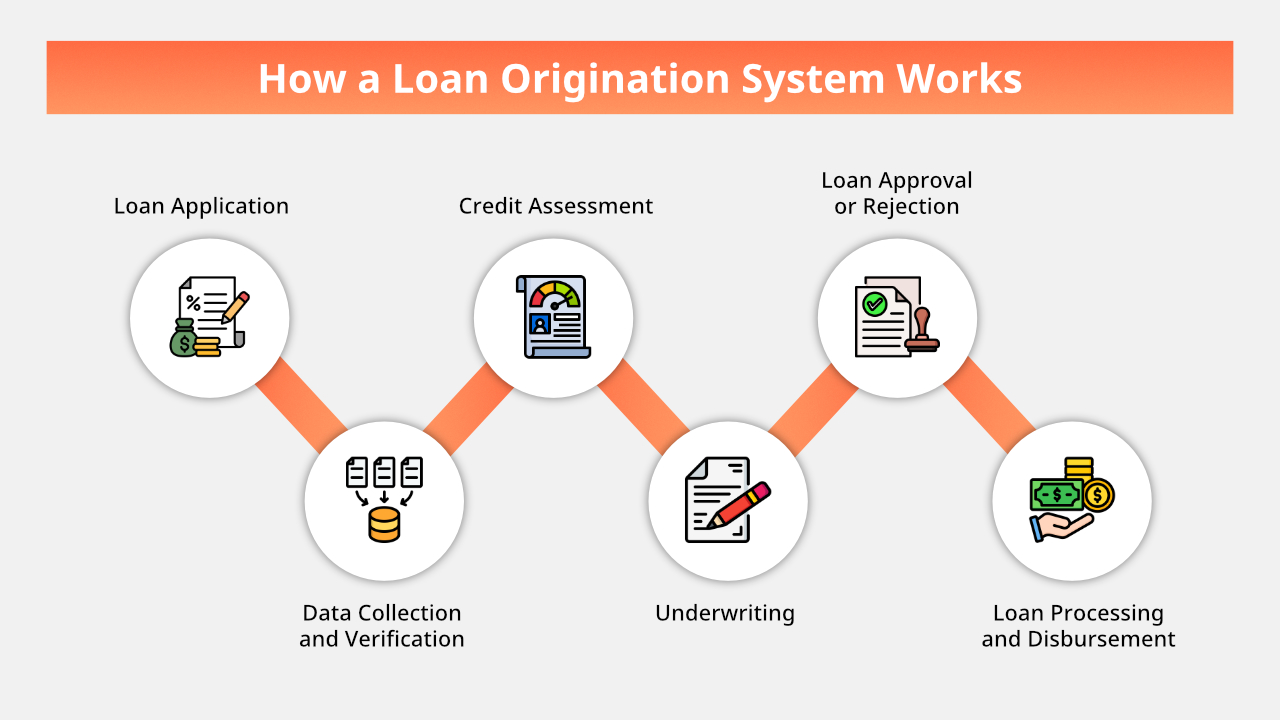 How a Loan Origination System Works
Loan Application
Data Collection
and Verification
Credit Assessment
Underwriting
Loan Approval
or Rejection
Loan Processing
and Disbursement